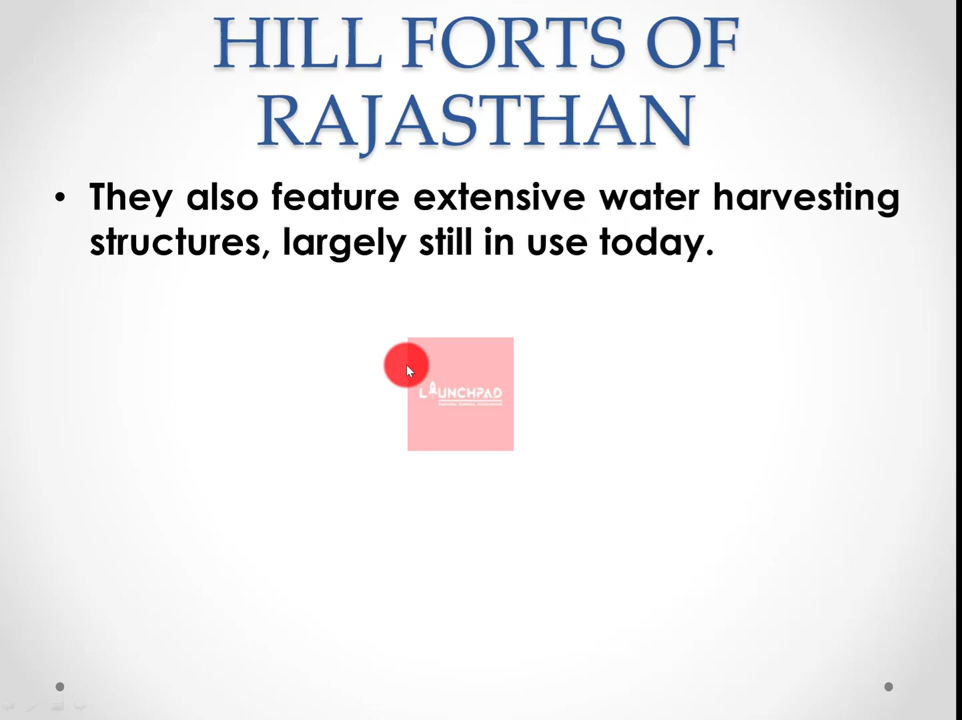 HILL FORTS OF
RAJASTHAN
• They also feature extensive water harvesting
structures, largely still in use today.
LAUNCHPAD